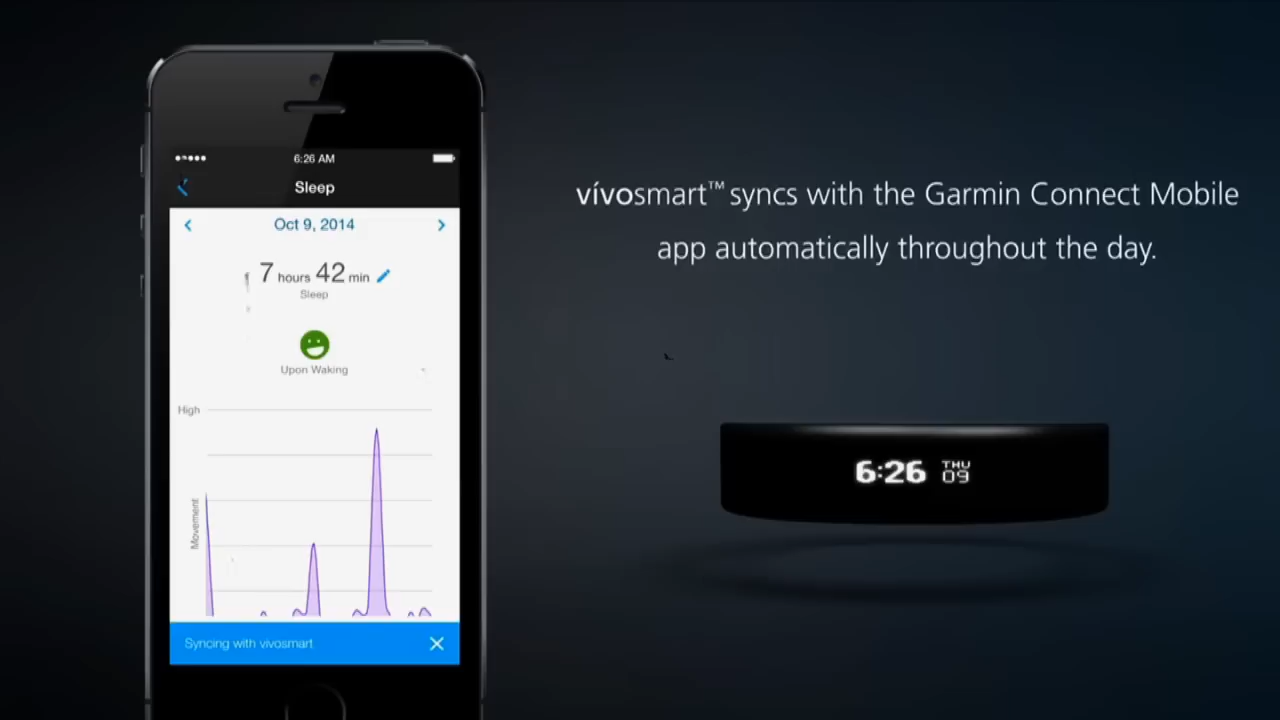 6:26 AM
Sleep
Oct 9, 2014
7 hours 42 min
Sleep
Upon Waking
High
Movement
Syncing with vivosmart
vívosmart™ syncs with the Garmin Connect Mobile
app automatically throughout the day.
6:26 THU
09